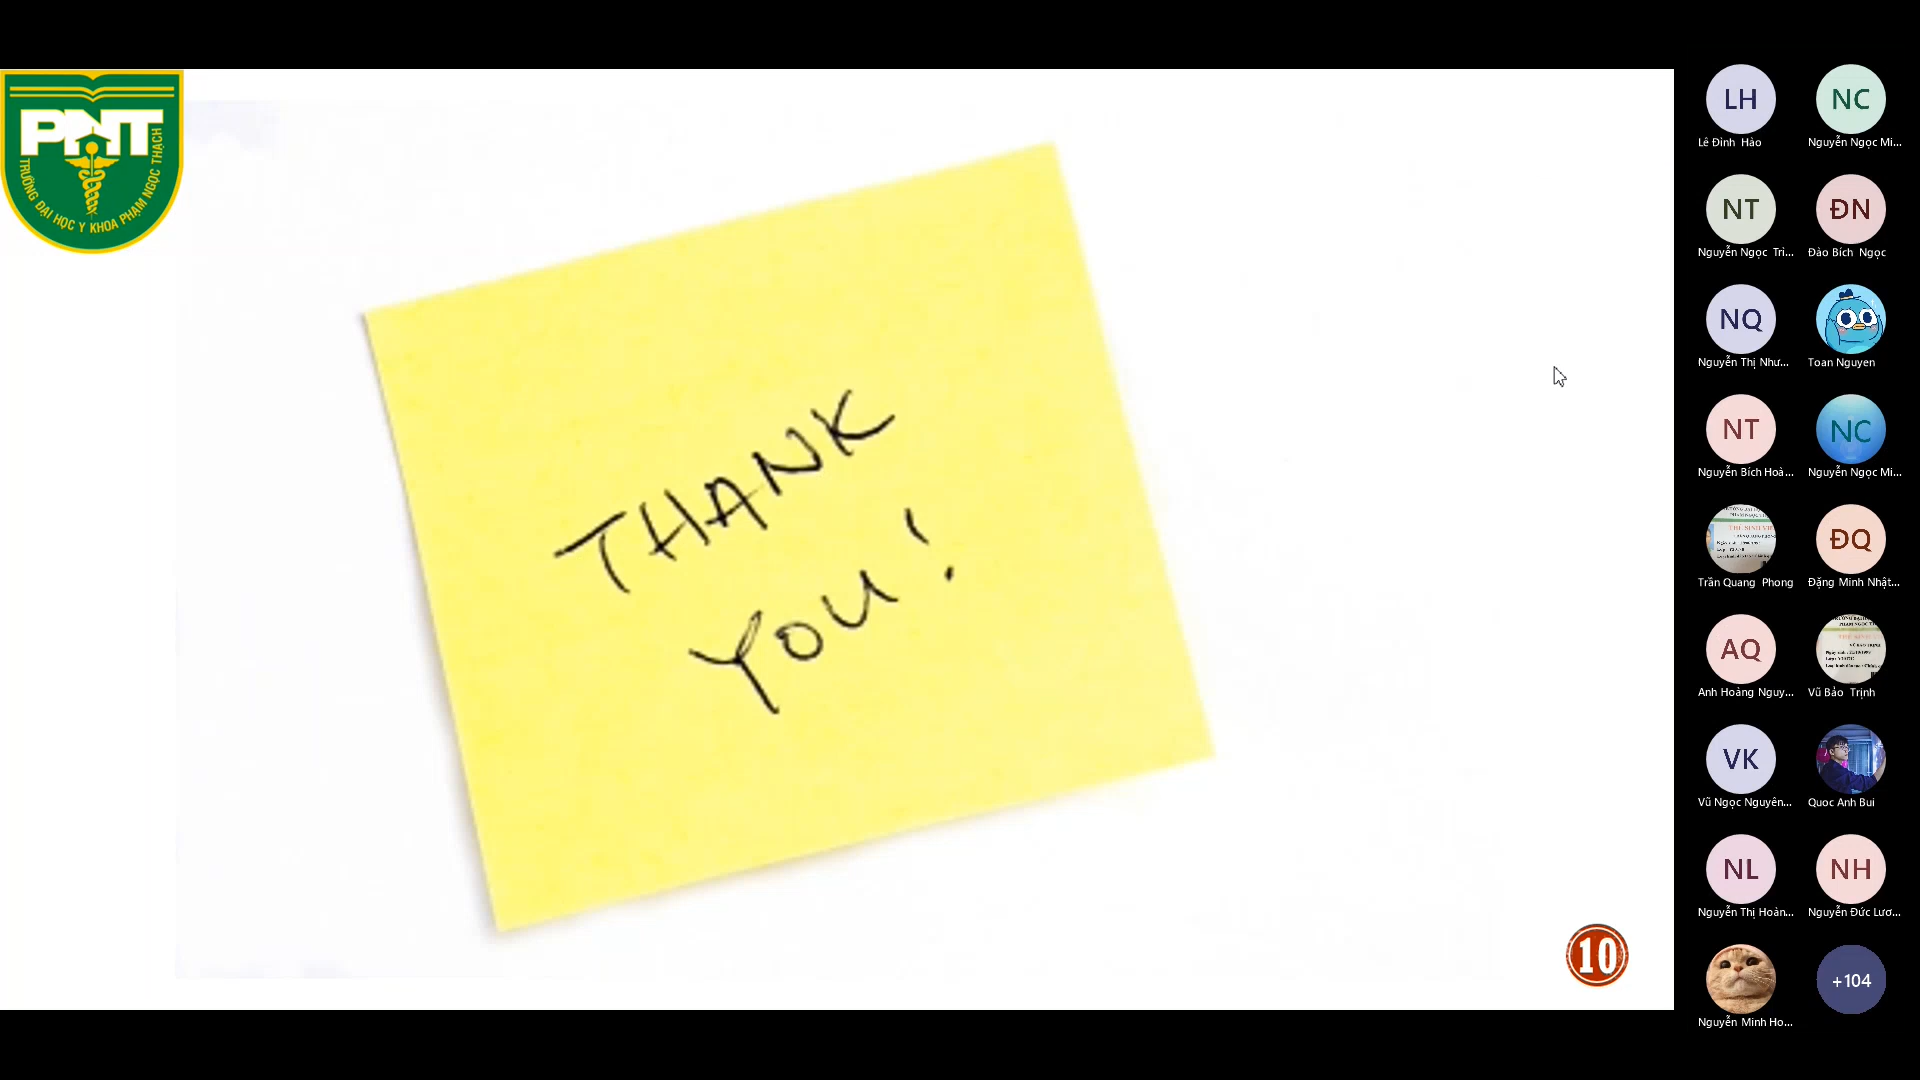 PNT
TRƯỜNG ĐẠI HỌC Y KHOA PHẠM NGỌC THẠCH
THANK
YOU!
10
LH
Lê Đình Hào
NC
Nguyễn Ngọc Mi...
NT
Nguyễn Ngọc Tri...
ĐN
Đào Bích Ngọc
NQ
Nguyễn Thị Như...
Toan Nguyen
NT
Nguyễn Bích Hoà...
NC
Nguyễn Ngọc Mi...
Trần Quang Phong
ĐQ
Đặng Minh Nhật...
AQ
Anh Hoàng Nguy...
Vũ Bảo Trịnh
VK
Vũ Ngọc Nguyên...
Quoc Anh Bui
NL
Nguyễn Thị Hoàn...
NH
Nguyễn Đức Lươ...
Nguyễn Minh Ho...
+104